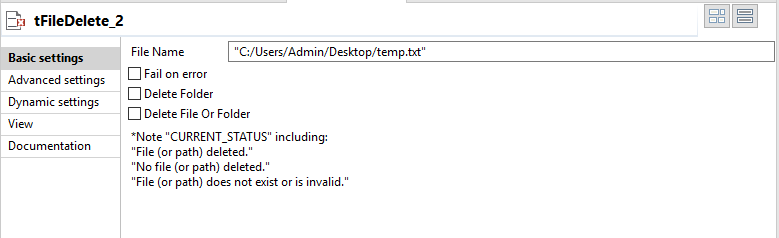 tFileDelete_2
Basic settings
Advanced settings
Dynamic settings
View
Documentation
File Name "C:/Users/Admin/Desktop/temp.txt"
Fail on error
Delete Folder
Delete File Or Folder
*Note "CURRENT_STATUS" including:
"File (or path) deleted."
"No file (or path) deleted."
"File (or path) does not exist or is invalid."